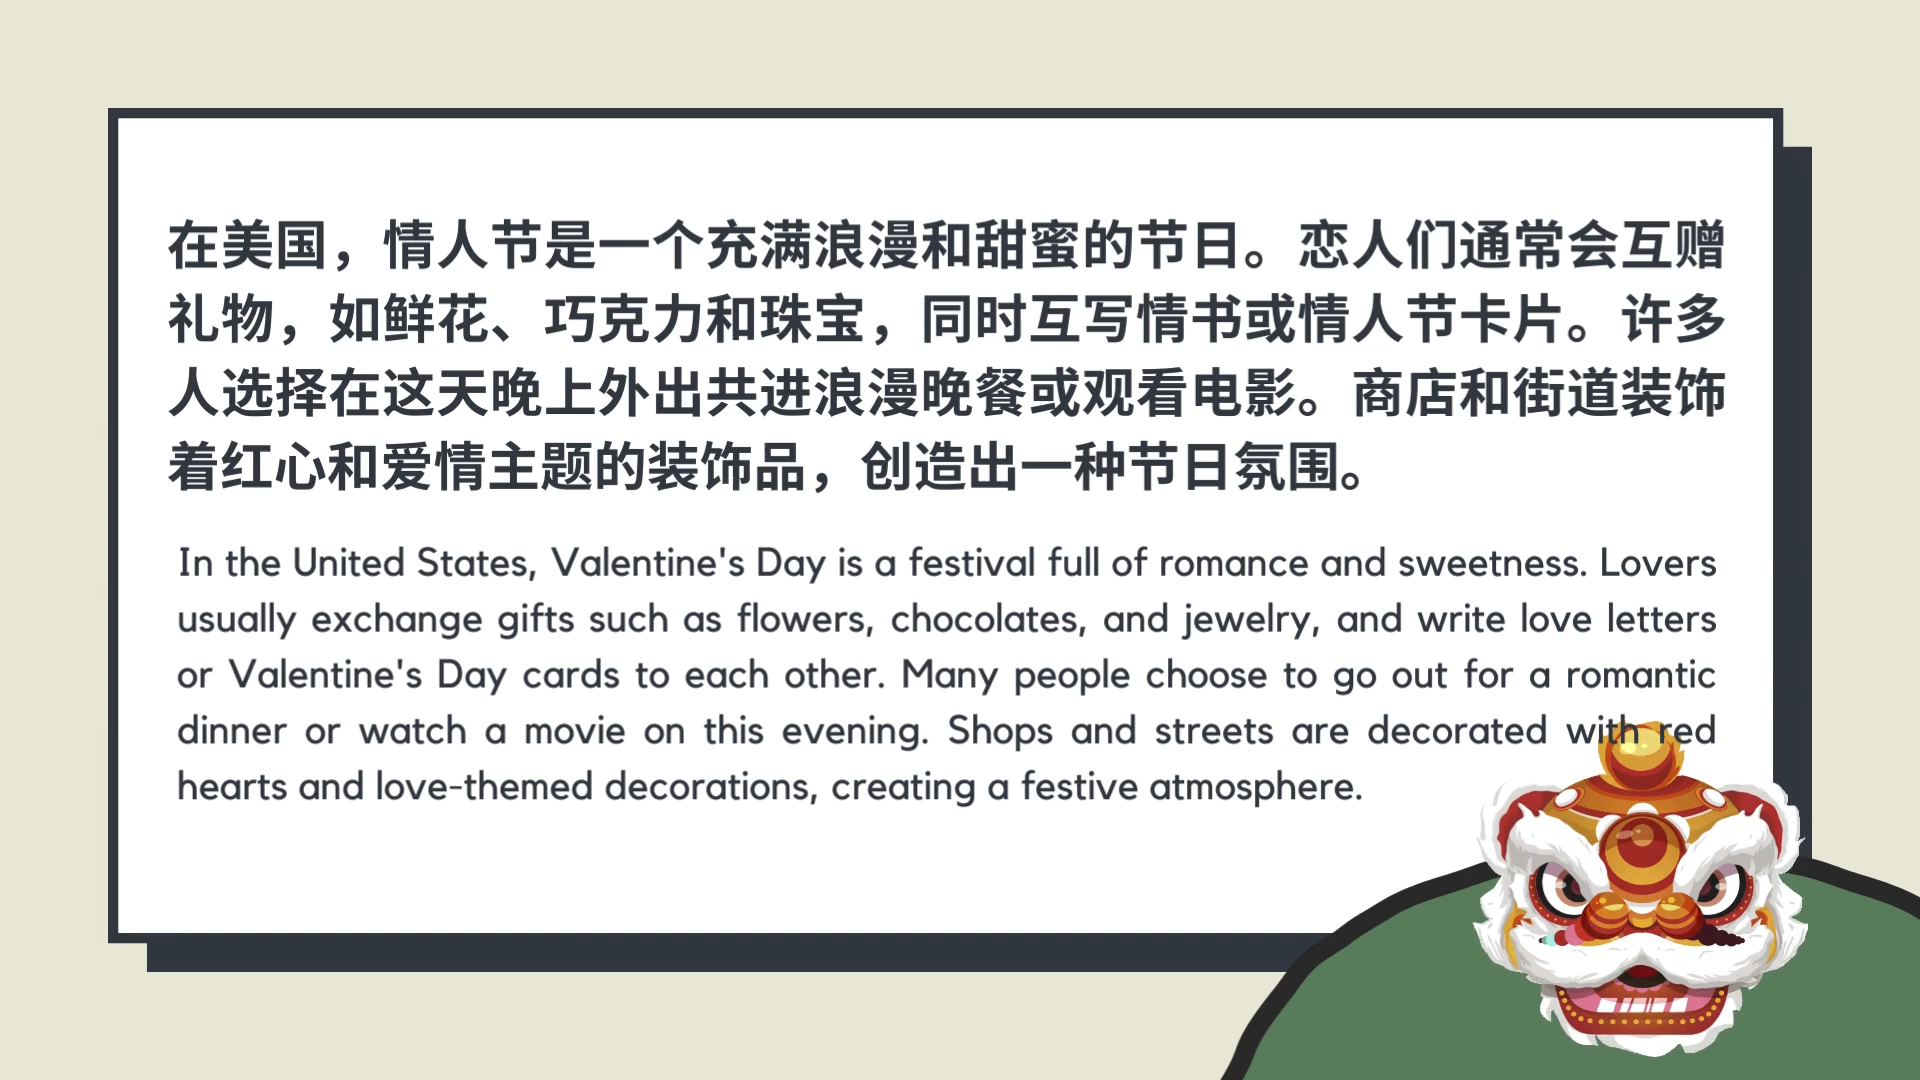 在美国，情人节是一个充满浪漫和甜蜜的节日。恋人们通常会互赠
礼物，如鲜花、巧克力和珠宝，同时互写情书或情人节卡片。许多
人选择在这天晚上外出共进浪漫晚餐或观看电影。商店和街道装饰
着红心和爱情主题的装饰品，创造出一种节日氛围。
In the United States, Valentine's Day is a festival full of romance and sweetness. Lovers
usually exchange gifts such as flowers, chocolates, and jewelry, and write love letters
or Valentine's Day cards to each other. Many people choose to go out for a romantic
dinner or watch a movie on this evening. Shops and streets are decorated with red
hearts and love-themed decorations, creating a festive atmosphere.